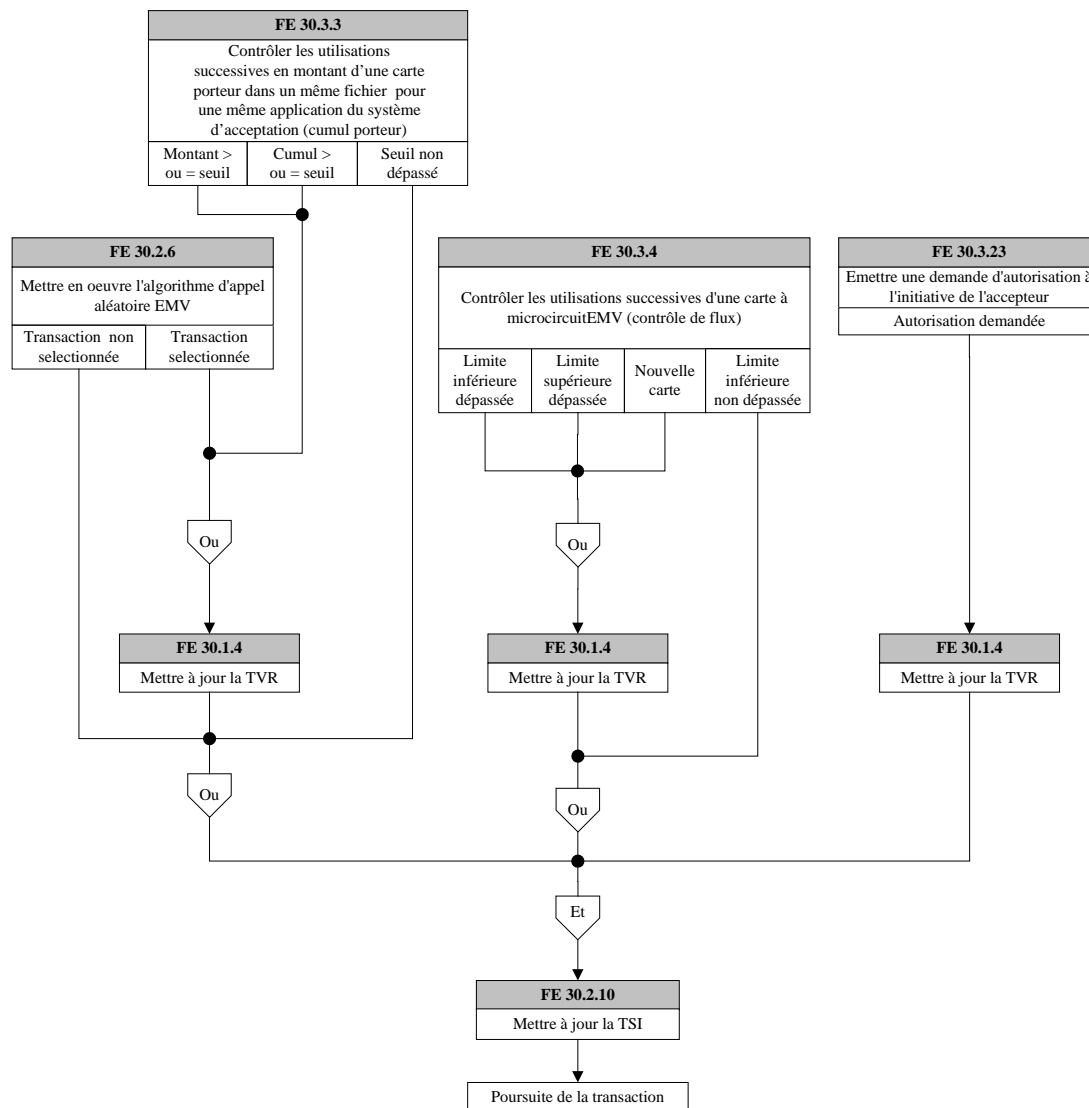 FE 30.3.3
Contrôler les utilisations
successives en montant d'une carte
porteur dans un même fichier pour
une même application du système
d'acceptation (cumul porteur)
Montant >
ou = seuil
Cumul >
ou = seuil
Seuil non
dépassé
FE 30.2.6
Mettre en oeuvre l'algorithme d'appel
aléatoire EMV
Transaction non
selectionnée
Transaction
selectionnée
FE 30.3.4
Contrôler les utilisations successives d'une carte à
microcircuitEMV (contrôle de flux)
Limite
inférieure
dépassée
Limite
supérieure
dépassée
Nouvelle
carte
Limite
inférieure
non dépassée
FE 30.3.23
Emettre une demande d'autorisation à
l'initiative de l'accepteur
Autorisation demandée
Ou
Ou
FE 30.1.4
Mettre à jour la TVR
FE 30.1.4
Mettre à jour la TVR
FE 30.1.4
Mettre à jour la TVR
Ou
Ou
Et
FE 30.2.10
Mettre à jour la TSI
Poursuite de la transaction